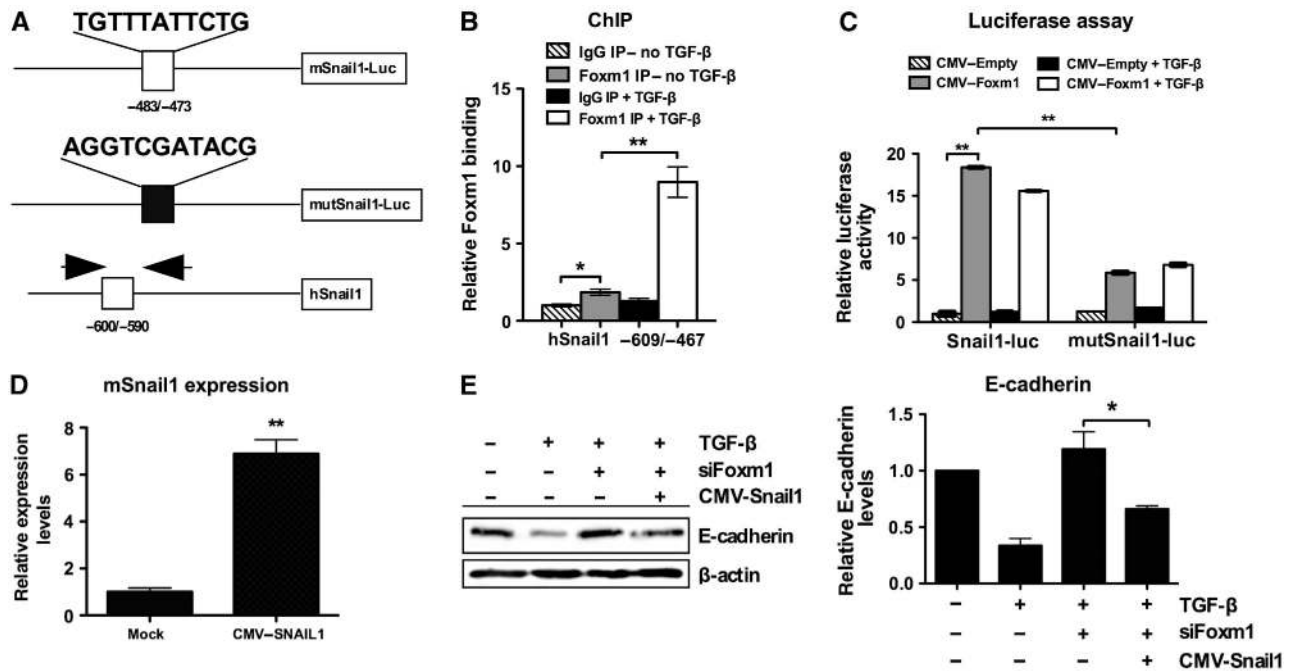 A
TGTTTATTCTG
mSnail1-Luc
−483/−473
AGGTCGATACG
mutSnail1-Luc
hSnail1
−600/−590
B
ChIP
IgG IP− no TGF-β
Foxm1 IP− no TGF-β
IgG IP + TGF-β
Foxm1 IP + TGF-β
Relative Foxm1 binding
15
10
5
0
*
**
hSnail1 −609/−467
C
Luciferase assay
CMV−Empty
CMV−Empty + TGF-β
CMV−Foxm1
CMV−Foxm1 + TGF-β
Relative luciferase
activity
20
15
10
5
0
**
**
Snail1-luc
mutSnail1-luc
D
mSnail1 expression
Relative expression
levels
8
6
4
2
0
**
Mock
CMV−SNAIL1
E
− + + + TGF-β
− − + + siFoxm1
− − − + CMV-Snail1
E-cadherin
β-actin
E-cadherin
Relative E-cadherin
levels
1.5
1.0
0.5
0.0
*
− + + + TGF-β
− − + + siFoxm1
− − − + CMV-Snail1